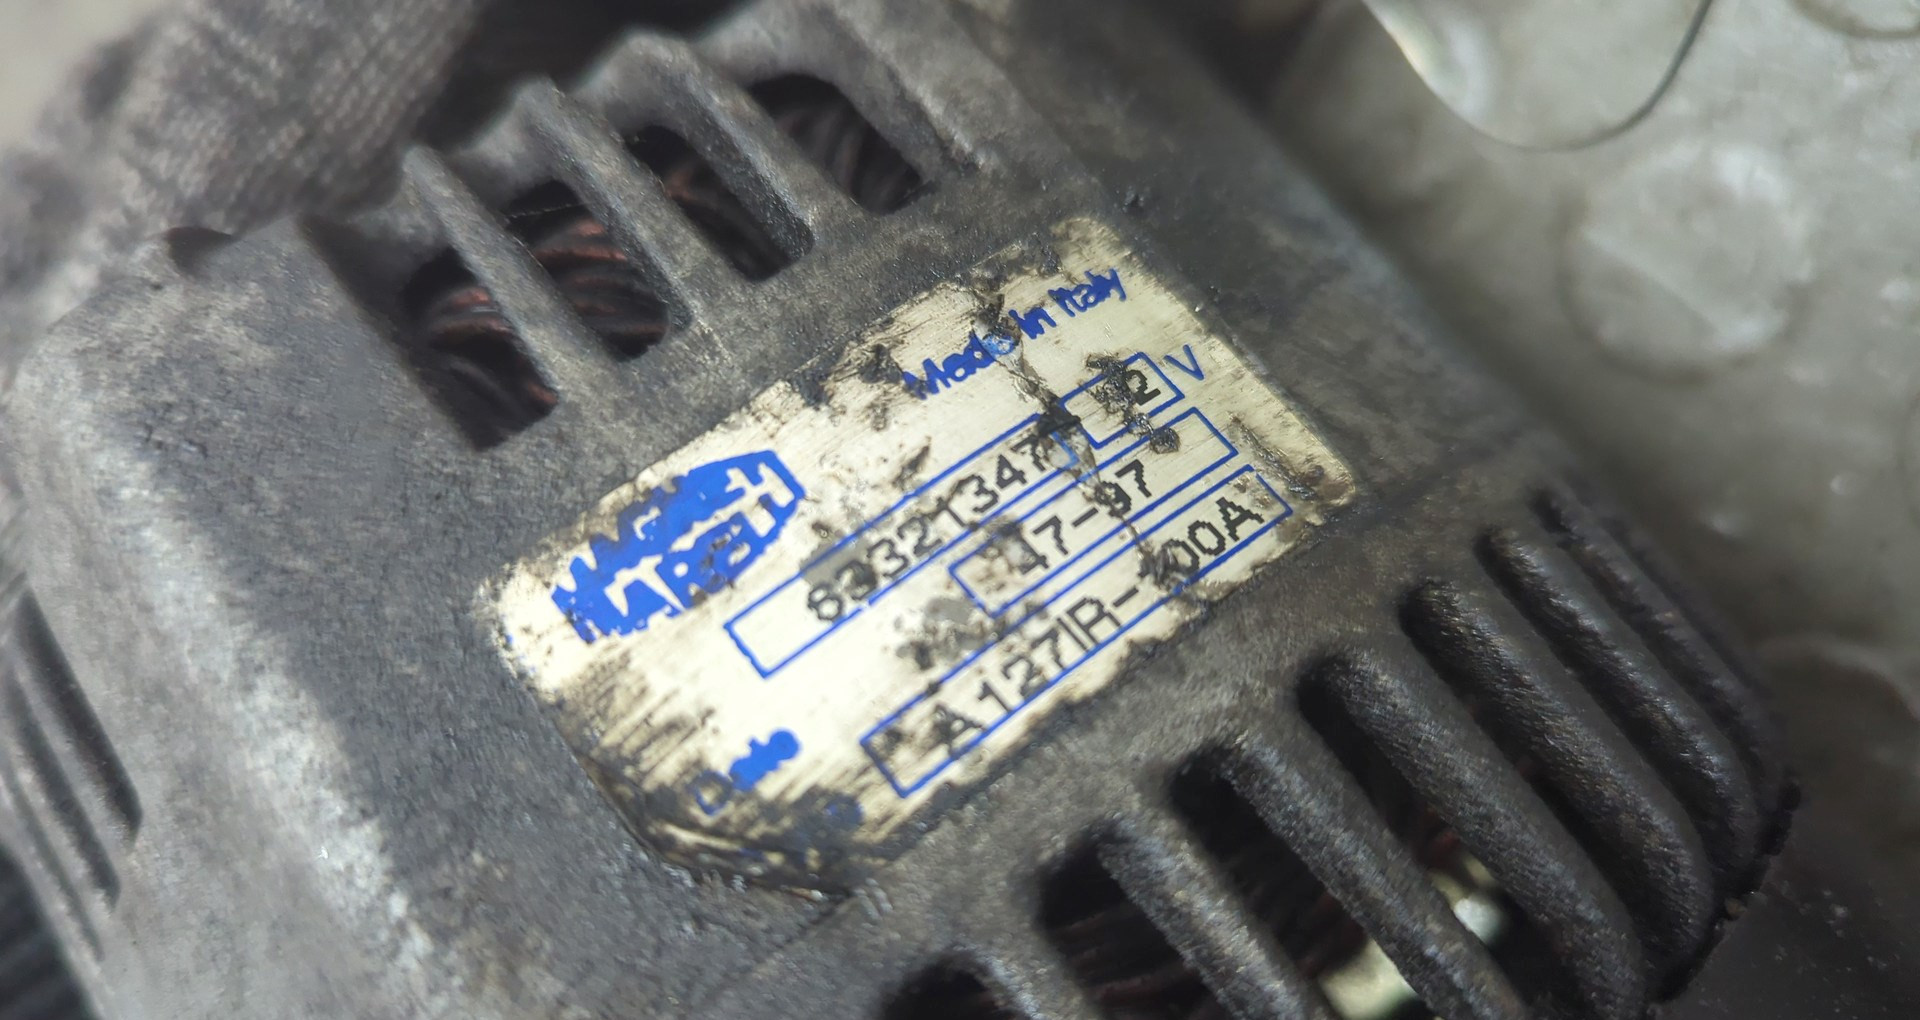 Made in Italy
MAGNETI
MARELLI
12 V
63321347
47-97
A127IR-100A
Date